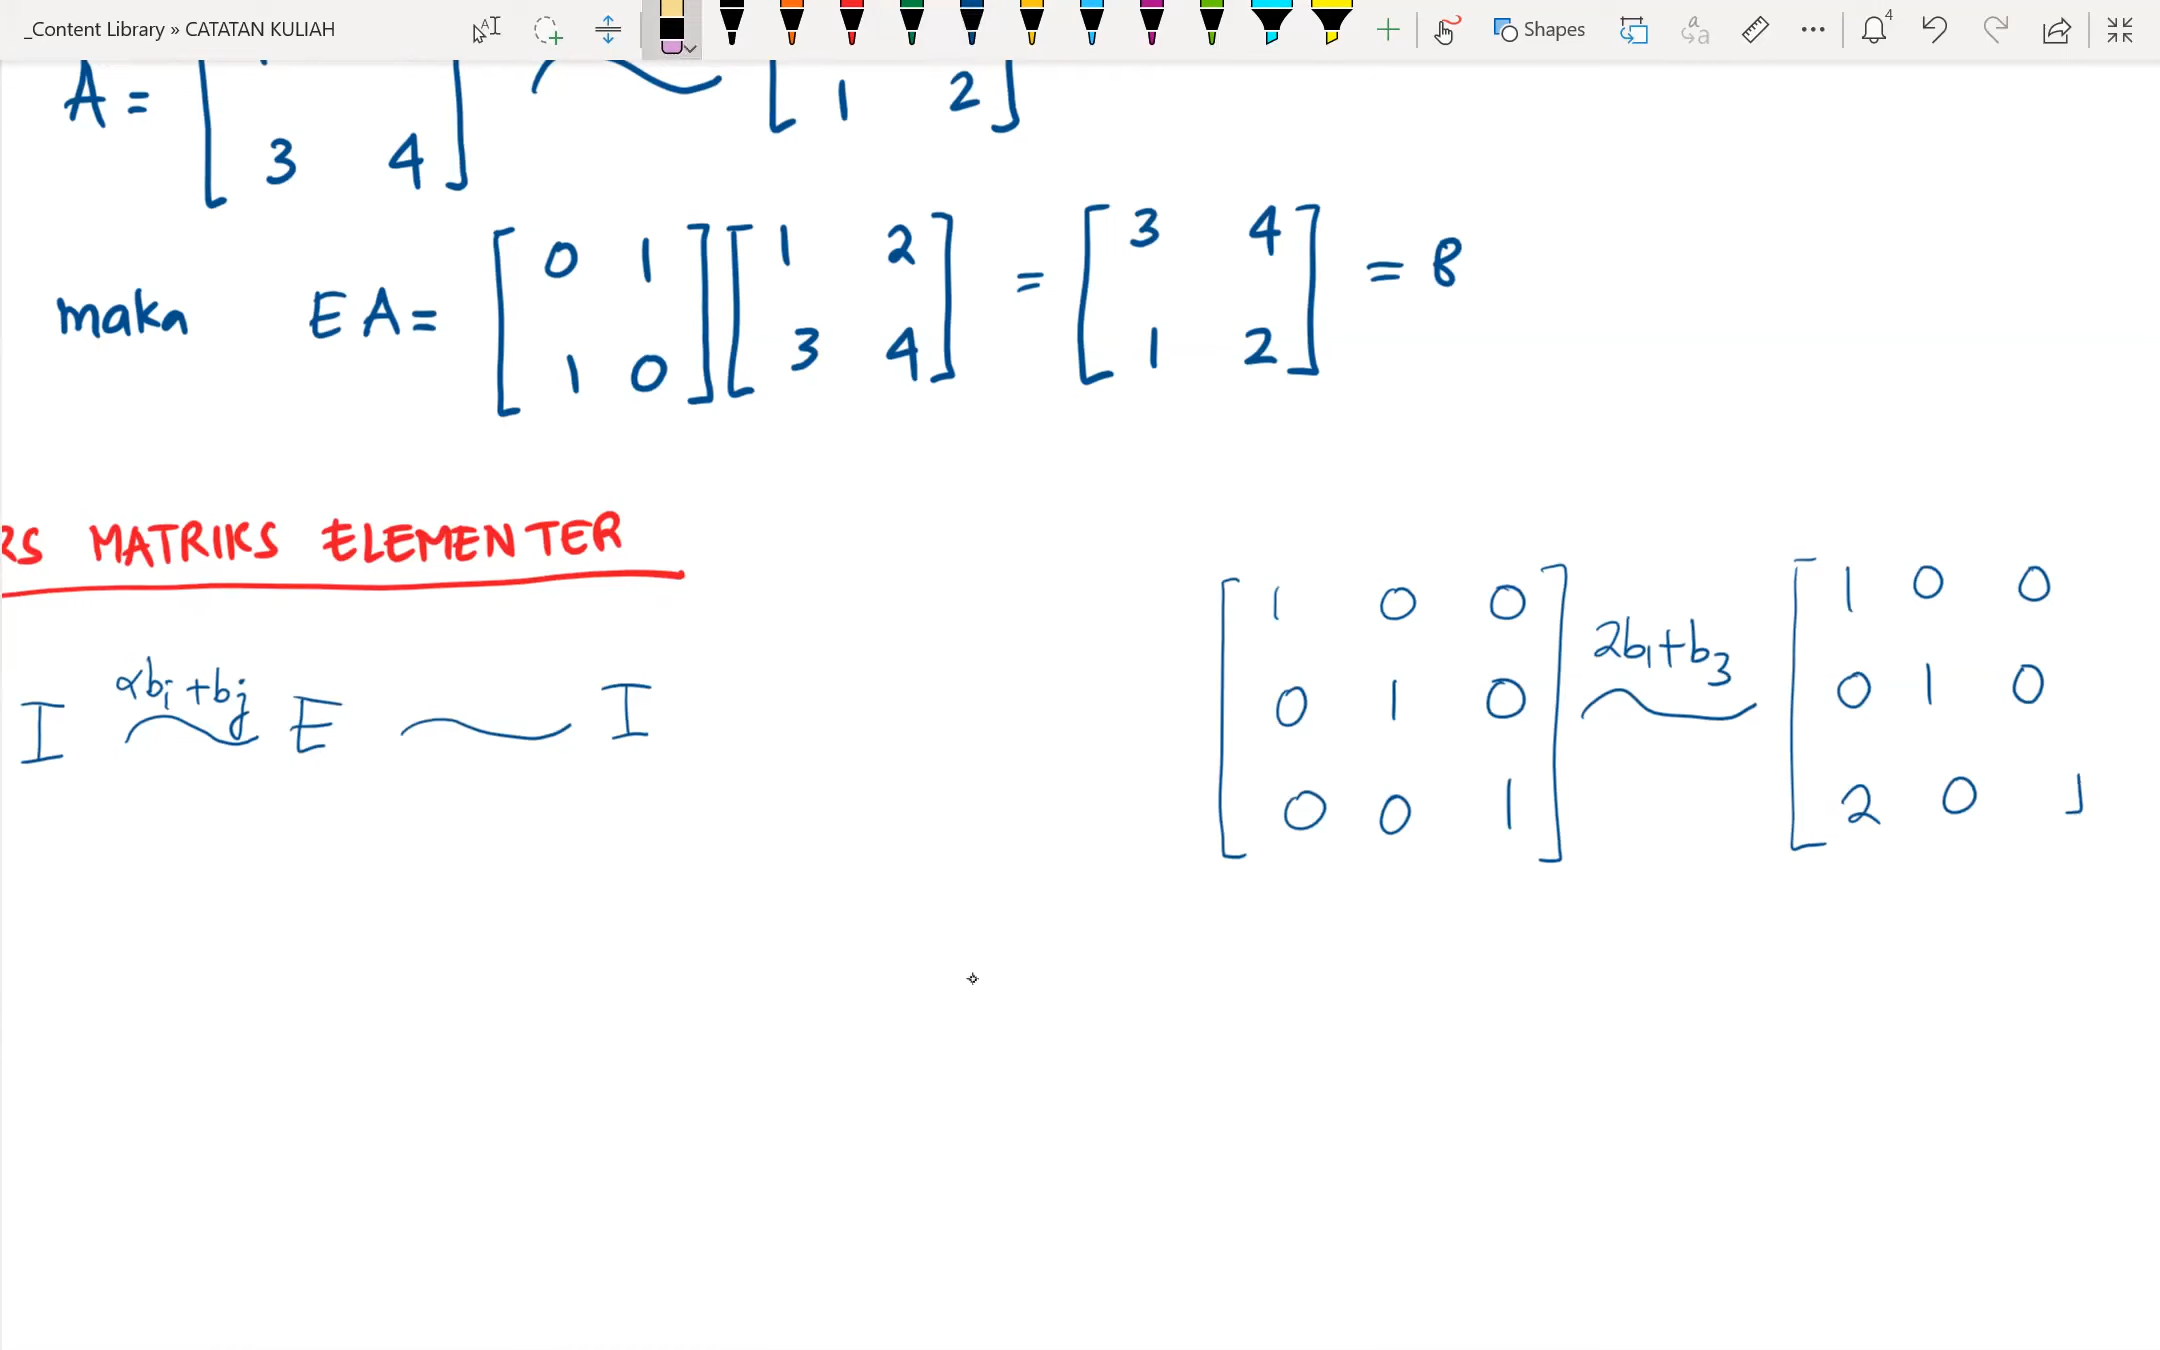 _Content Library » CATATAN KULIAH
Shapes
4
A = [ 3 4 ] ~ [ 1 2 ]
maka E A = [ 0 1 ] [ 1 2 ] = [ 3 4 ] = B
[ 1 0 ] [ 3 4 ] [ 1 2 ]
RS MATRIKS ELEMENTER
I αbi + bj ~ E ~ I
[ 1 0 0 ] 2b1 + b3 ~ [ 1 0 0
[ 0 1 0 ] [ 0 1 0
[ 0 0 1 ] [ 2 0 1